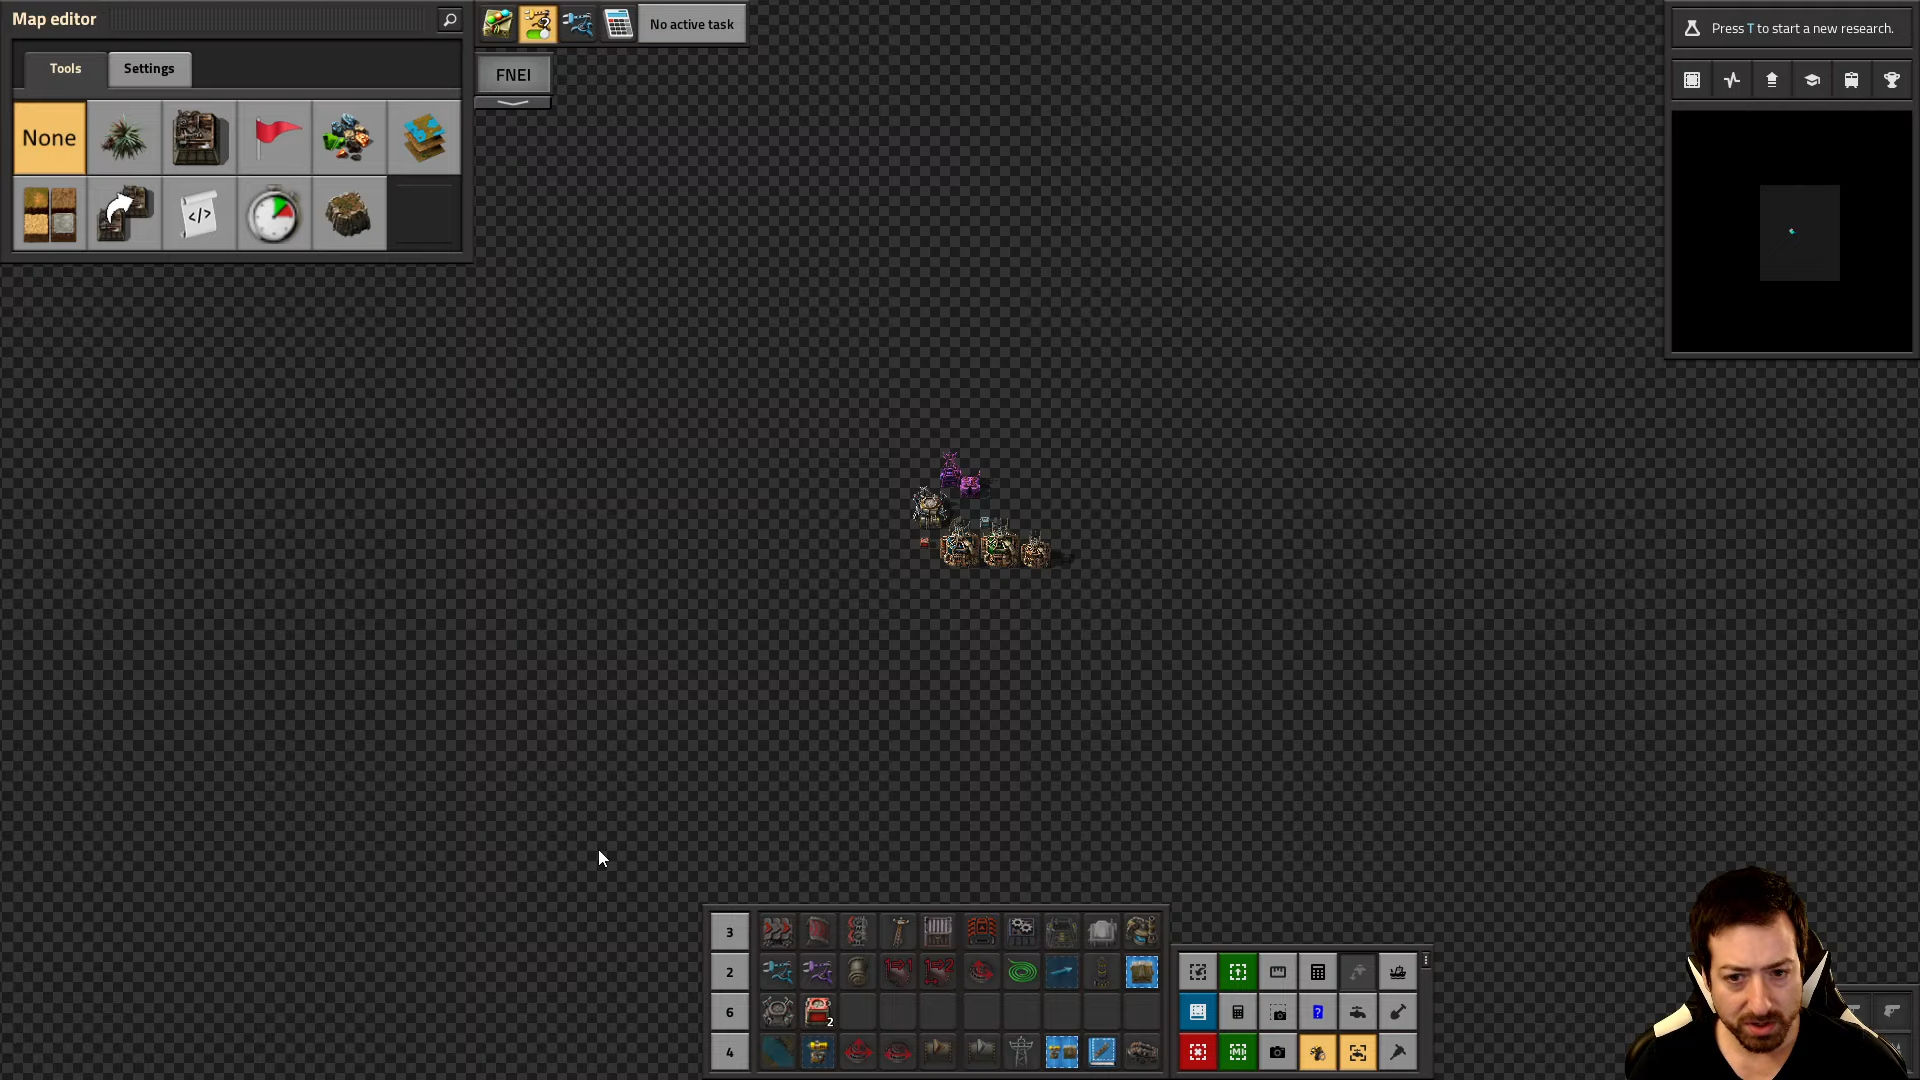 Map editor
No active task
Press T to start a new research.
Tools
Settings
FNEI
None
</>
3
2
6
2
4